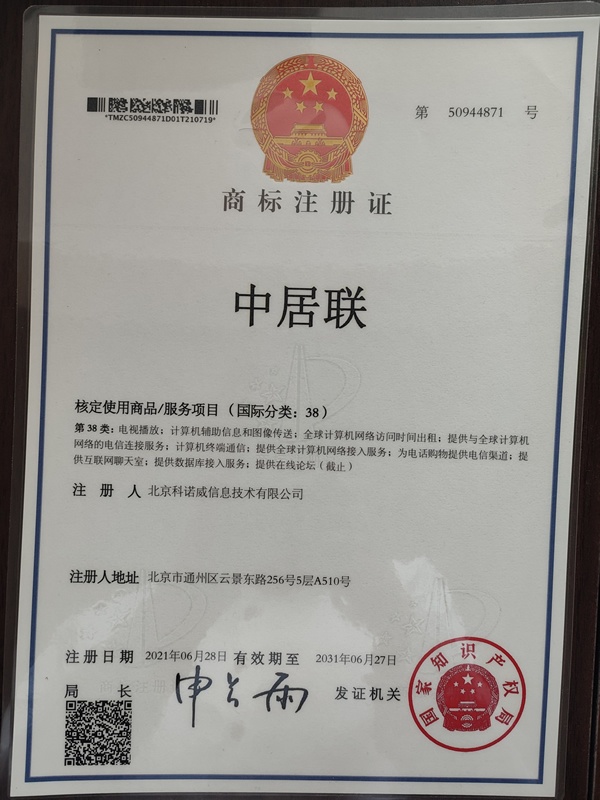 *TMZC50944871D01T210719*
第 50944871 号
商标注册证
中居联
核定使用商品/服务项目（国际分类：38）
第 38 类：电视播放；计算机辅助信息和图像传送；全球计算机网络访问时间出租；提供与全球计算机
网络的电信连接服务；计算机终端通信；提供全球计算机网络接入服务；为电话购物提供电信渠道；提
供互联网聊天室；提供数据库接入服务；提供在线论坛（截止）
注 册 人 北京科诺威信息技术有限公司
注册人地址 北京市通州区云景东路256号5层A510号
注册日期 2021年06月28日 有效期至 2031年06月27日
局 长 申长雨 发证机关
国家知识产权局